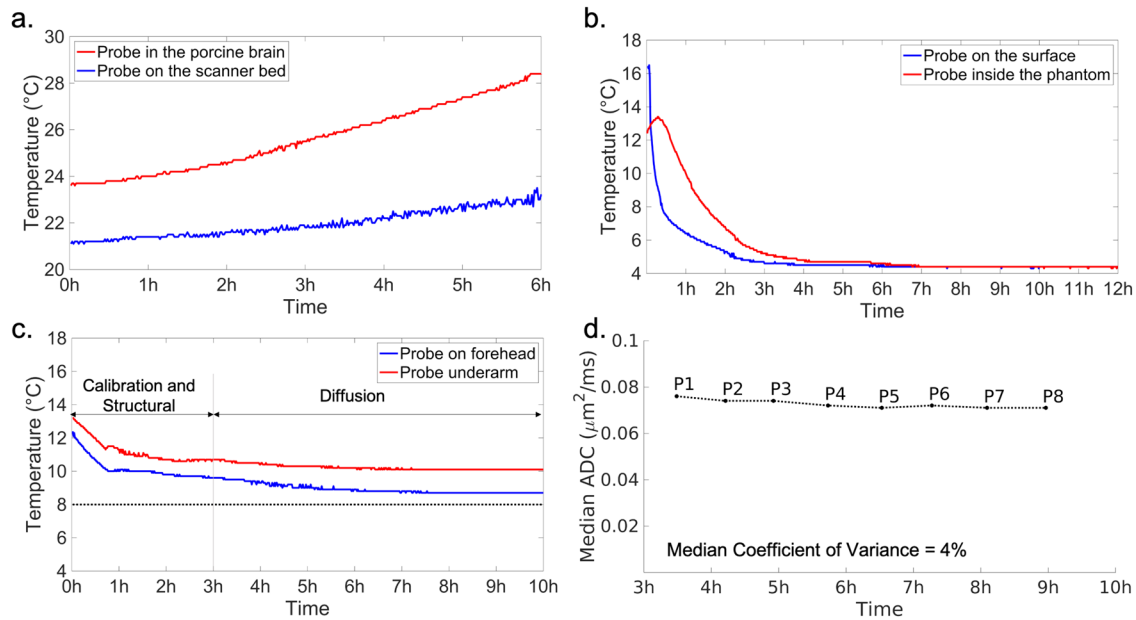 a.
30
28
26
24
22
20
Temperature (°C)
Probe in the porcine brain
Probe on the scanner bed
0h 1h 2h 3h 4h 5h 6h
Time
b.
18
16
14
12
10
8
6
4
Temperature (°C)
Probe on the surface
Probe inside the phantom
1h 2h 3h 4h 5h 6h 7h 8h 9h 10h 11h 12h
Time
c.
18
16
14
12
10
8
6
4
Temperature (°C)
Probe on forehead
Probe underarm
Calibration and
Structural
Diffusion
0h 1h 2h 3h 4h 5h 6h 7h 8h 9h 10h
Time
d.
0.1
0.08
0.06
0.04
0.02
Median ADC (μm²/ms)
P1 P2 P3 P4 P5 P6 P7 P8
Median Coefficient of Variance = 4%
3h 4h 5h 6h 7h 8h 9h 10h
Time